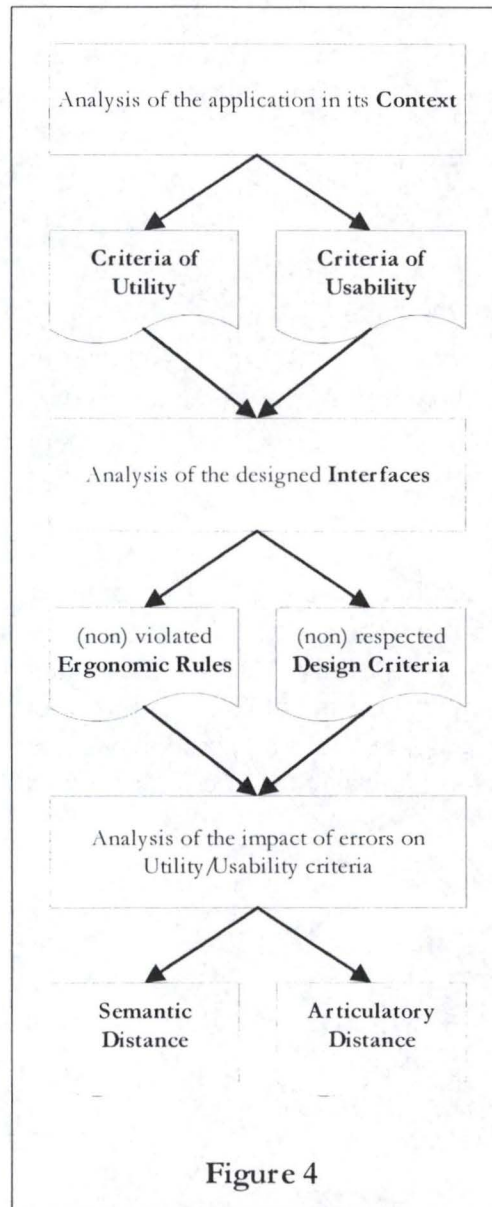 Analysis of the application in its Context
Criteria of
Utility
Criteria of
Usability
Analysis of the designed Interfaces
(non) violated
Ergonomic Rules
(non) respected
Design Criteria
Analysis of the impact of errors on
Utility/Usability criteria
Semantic
Distance
Articulatory
Distance
Figure 4